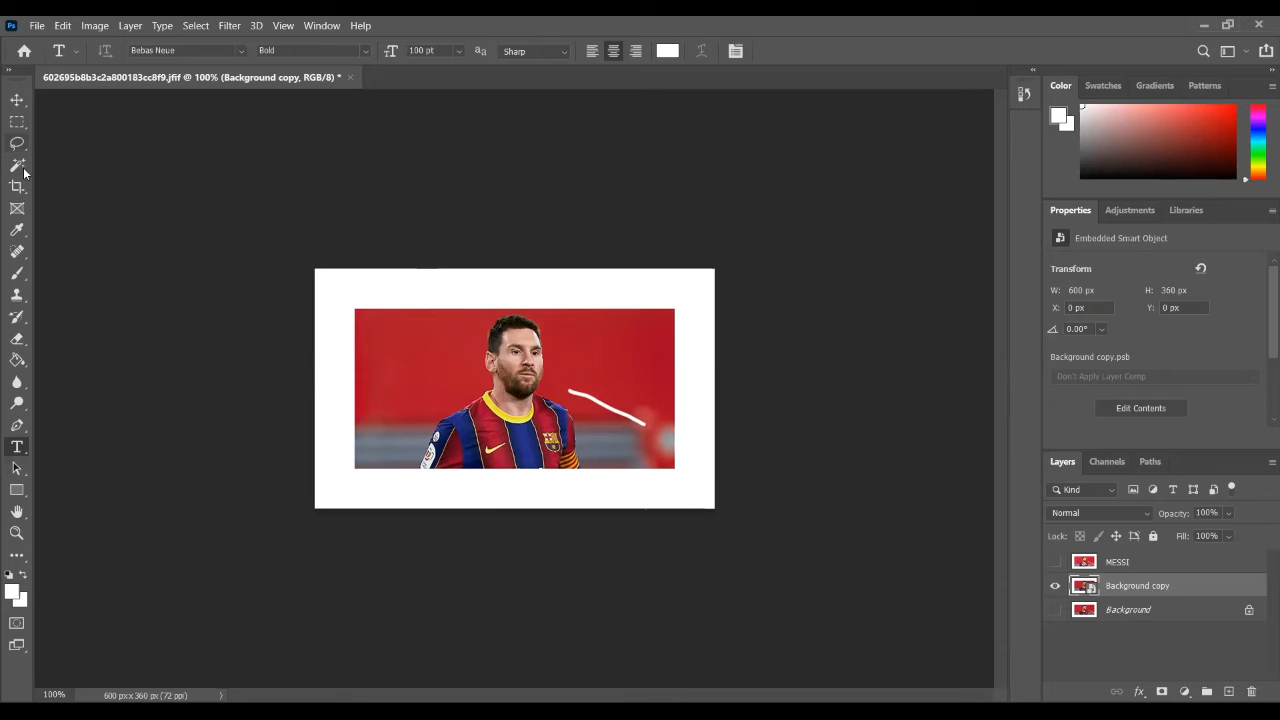 Ps File Edit Image Layer Type Select Filter 3D View Window Help
T Bebas Neue Bold 100 pt aa Sharp
602695b8b3c2a800183cc8f9.jfif @ 100% (Background copy, RGB/8) * ×
Color Swatches Gradients Patterns
Properties Adjustments Libraries
Embedded Smart Object
Transform
W: 600 px H: 360 px
X: 0 px Y: 0 px
0.00°
Background copy.psb
Don't Apply Layer Comp
Edit Contents
Layers Channels Paths
Kind
Normal Opacity: 100%
Lock: Fill: 100%
MESSI
Background copy
Background
100% 600 px x 360 px (72 ppi)